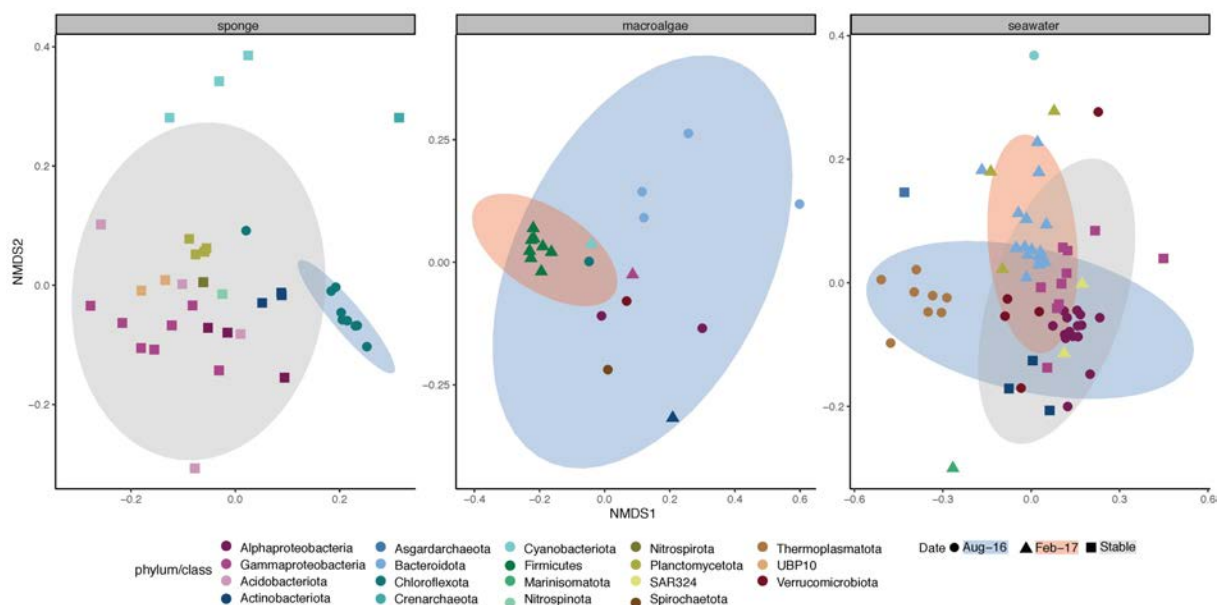 sponge
macroalgae
seawater
0.4
0.2
0.0
−0.2
NMDS2
0.25
0.00
−0.25
0.4
0.2
0.0
−0.2
−0.2 0.0 0.2
−0.4 −0.2 0.0 0.2 0.4 0.6
−0.6 −0.3 0.0 0.3 0.6
NMDS1
phylum/class
Alphaproteobacteria
Gammaproteobacteria
Acidobacteriota
Actinobacteriota
Asgardarchaeota
Bacteroidota
Chloroflexota
Crenarchaeota
Cyanobacteriota
Firmicutes
Marinisomatota
Nitrospinota
Nitrospirota
Planctomycetota
SAR324
Spirochaetota
Thermoplasmatota
UBP10
Verrucomicrobiota
Date Aug−16 Feb−17 Stable